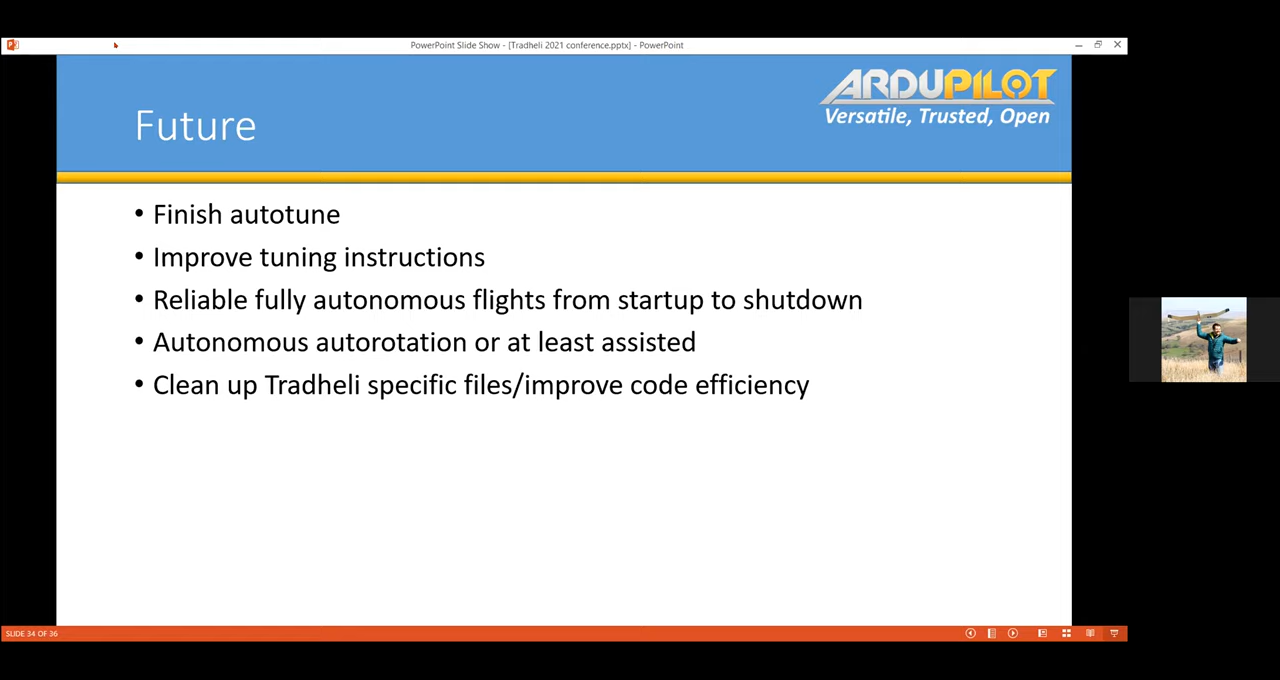 PowerPoint Slide Show - [Tradheli 2021 conference.pptx] - PowerPoint
ARDUPILOT
Versatile, Trusted, Open
Future
• Finish autotune
• Improve tuning instructions
• Reliable fully autonomous flights from startup to shutdown
• Autonomous autorotation or at least assisted
• Clean up Tradheli specific files/improve code efficiency
SLIDE 34 OF 36